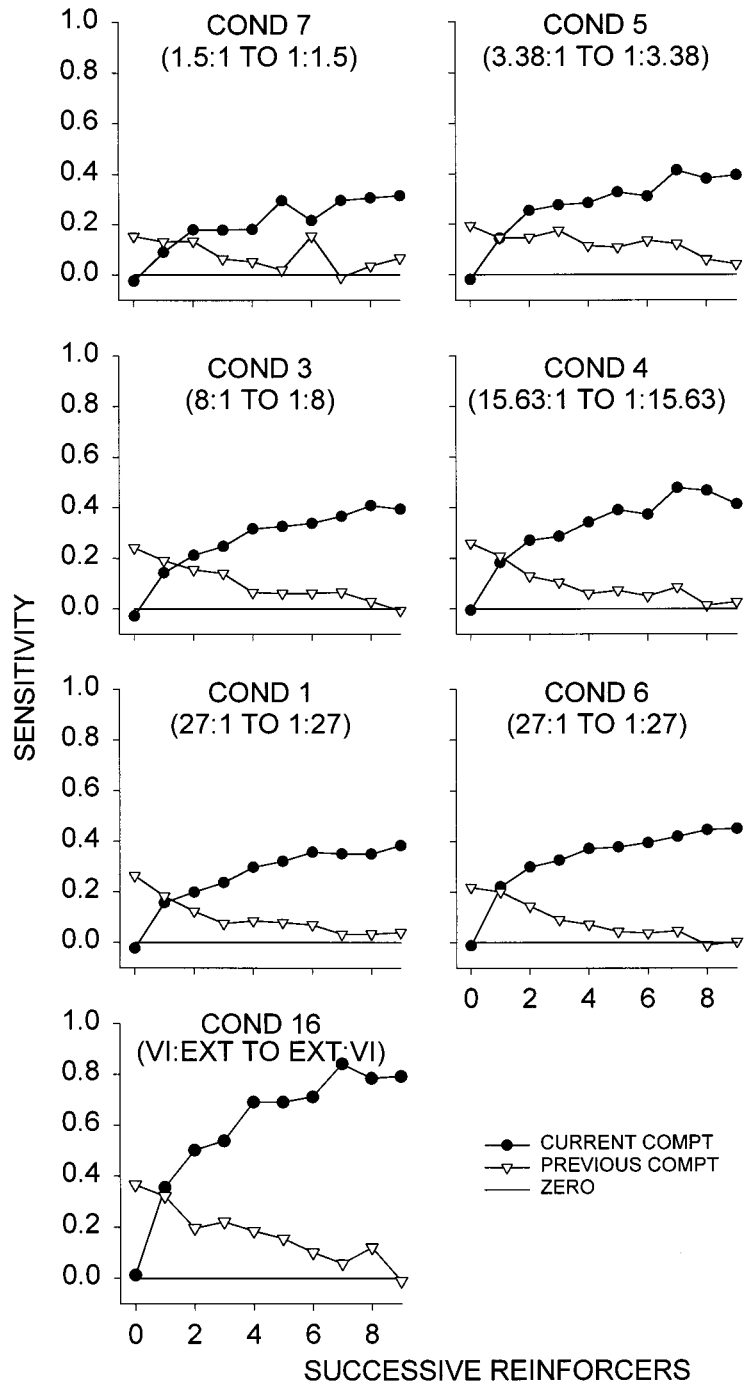 COND 7
(1.5:1 TO 1:1.5)
COND 5
(3.38:1 TO 1:3.38)
1.0
0.8
0.6
0.4
0.2
0.0
COND 3
(8:1 TO 1:8)
COND 4
(15.63:1 TO 1:15.63)
1.0
0.8
0.6
0.4
0.2
0.0
SENSITIVITY
COND 1
(27:1 TO 1:27)
COND 6
(27:1 TO 1:27)
1.0
0.8
0.6
0.4
0.2
0.0
0 2 4 6 8
COND 16
(VI:EXT TO EXT:VI)
1.0
0.8
0.6
0.4
0.2
0.0
0 2 4 6 8
CURRENT COMPT
PREVIOUS COMPT
ZERO
SUCCESSIVE REINFORCERS